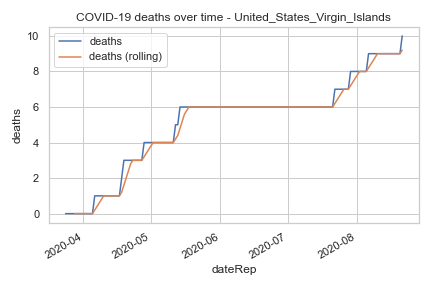 COVID-19 deaths over time - United_States_Virgin_Islands
deaths
deaths (rolling)
10
8
6
4
2
0
deaths
2020-04
2020-05
2020-06
2020-07
2020-08
dateRep